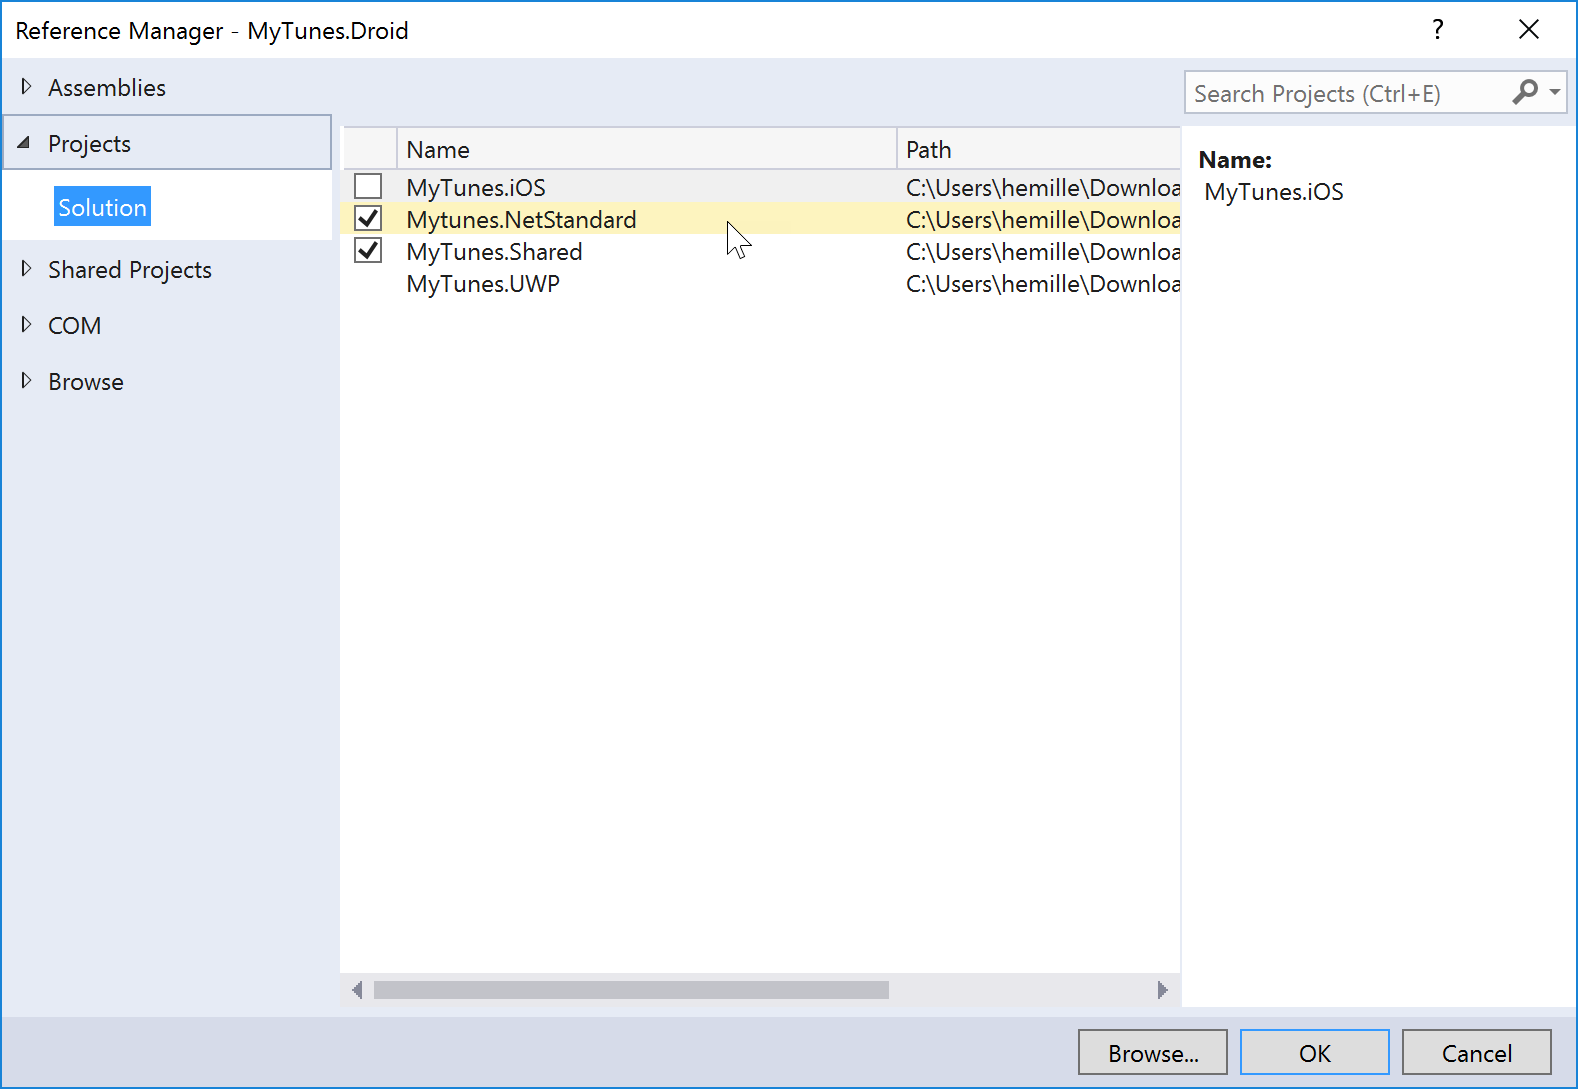 Reference Manager - MyTunes.Droid
?
Assemblies
Search Projects (Ctrl+E)
Projects
Solution
Shared Projects
COM
Browse
Name Path
MyTunes.iOS C:\Users\hemille\Downloa
Mytunes.NetStandard C:\Users\hemille\Downloa
MyTunes.Shared C:\Users\hemille\Downloa
MyTunes.UWP C:\Users\hemille\Downloa
Name:
MyTunes.iOS
Browse... OK Cancel